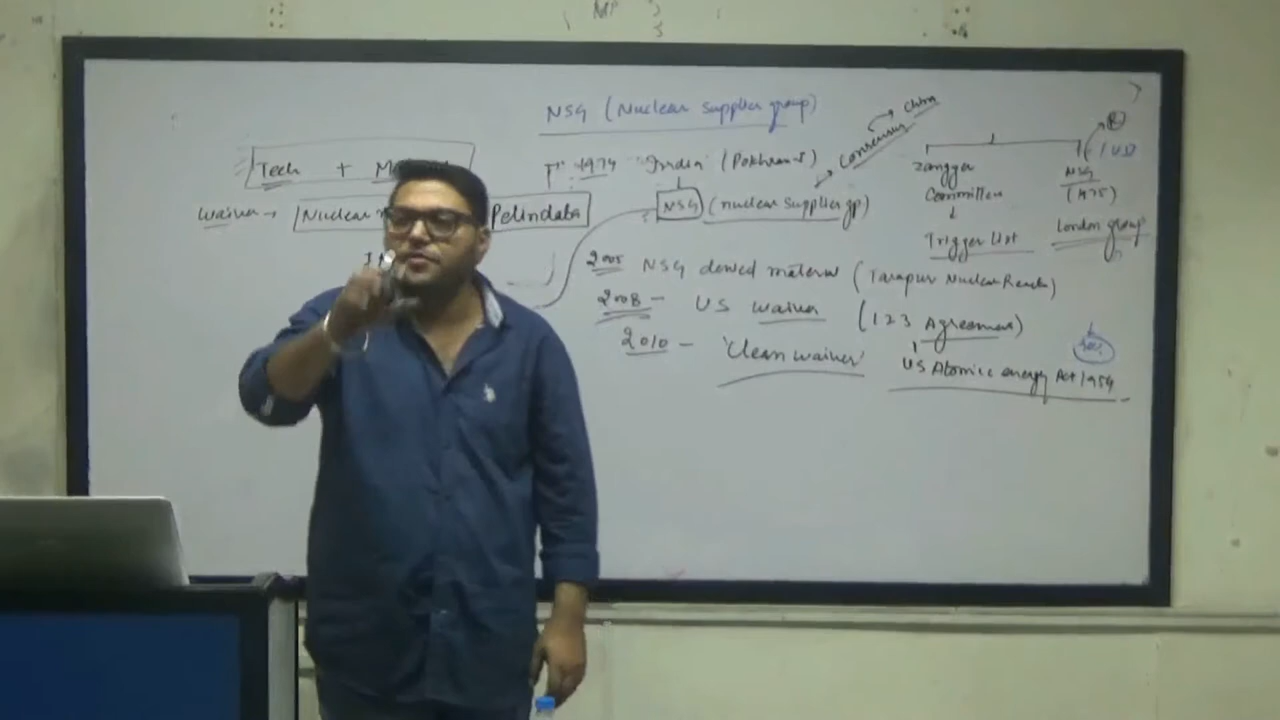 NSG (Nuclear Supplier group)
Tech + M
1974 India (Pokhran
Consensus
China
Zangger
Committee
Trigger list
NSG
(1975)
London group
waiver → Nuclear
Pelindaba
NSG (nuclear supplier gp)
2005 NSG denied material (Tarapur Nuclear
2008 - US waiver (123 Agreement)
2010 - 'Clean waiver'
US Atomic energy Act 1954